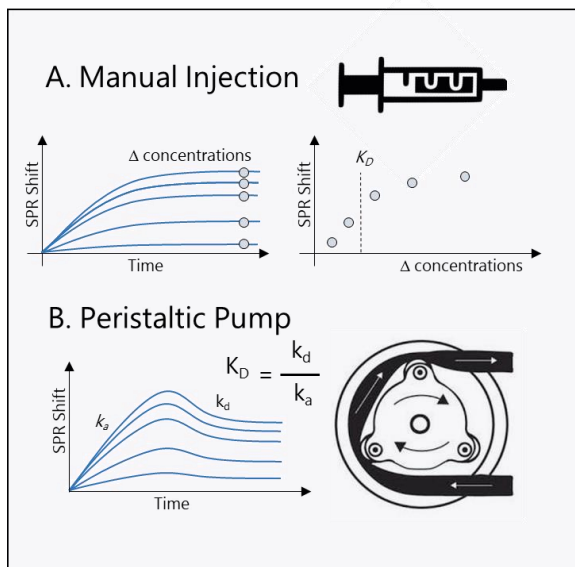 A. Manual Injection
SPR Shift
Δ concentrations
Time
SPR Shift
K_D
Δ concentrations
B. Peristaltic Pump
SPR Shift
k_a
k_d
Time
K_D = k_d / k_a